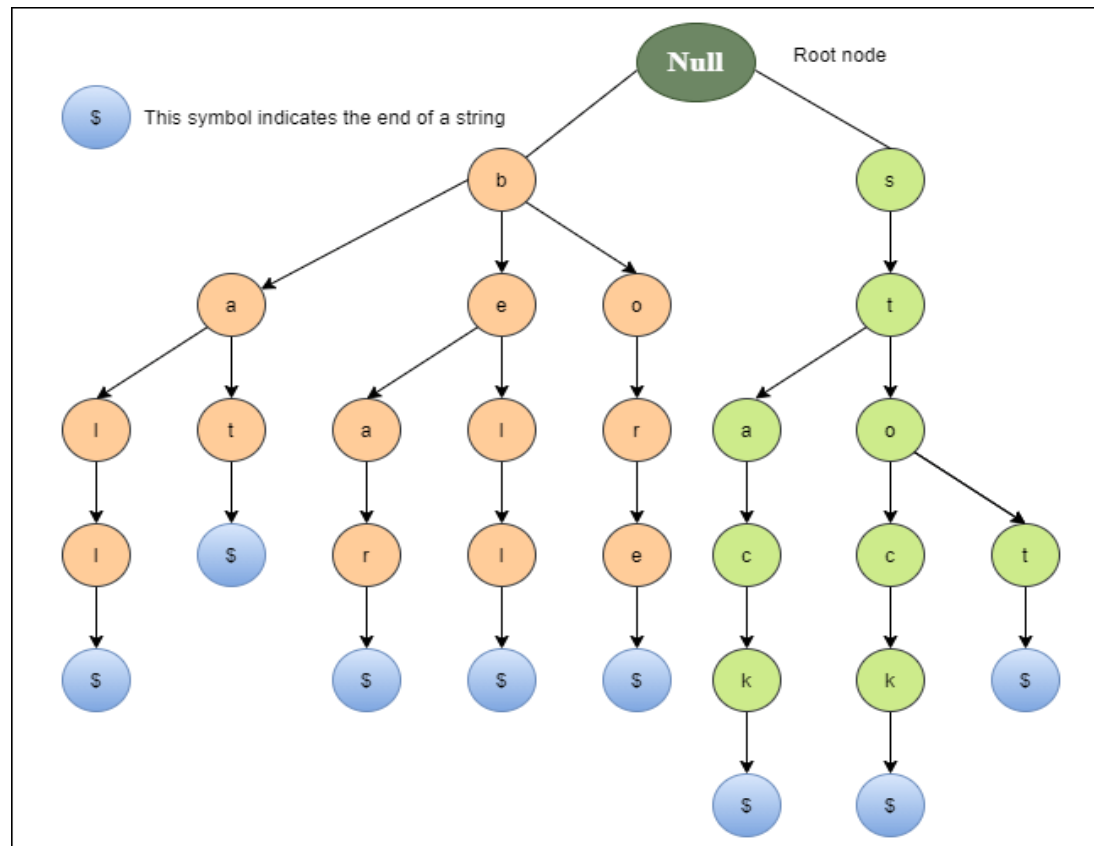 Null
Root node
$ This symbol indicates the end of a string
b s
a e o t
l t a l r a o
l $ r l e c c t
$ $ $ $ k k $
$ $